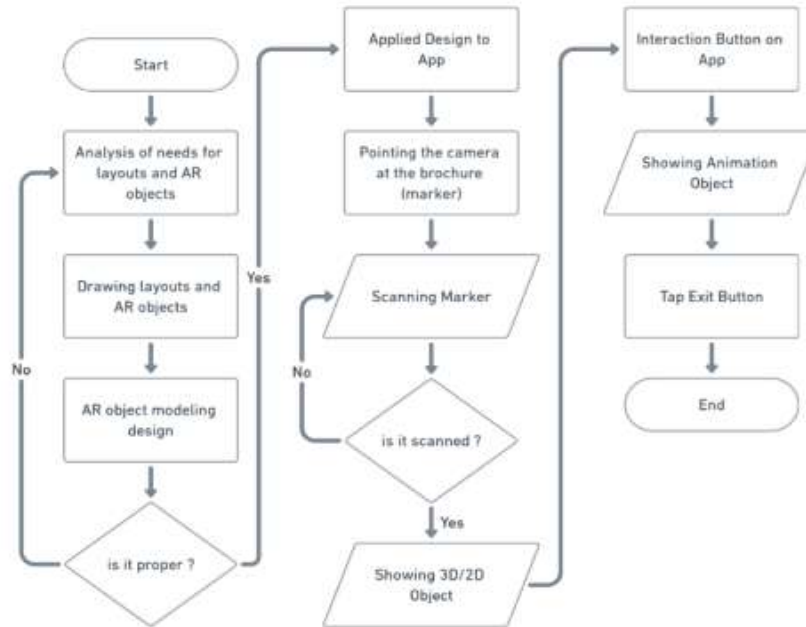 Start
Analysis of needs for
layouts and AR
objects
Drawing layouts and
AR objects
AR object modeling
design
is it proper ?
No
Yes
Applied Design to
App
Pointing the camera
at the brochure
(marker)
Scanning Marker
is it scanned ?
No
Yes
Showing 3D/2D
Object
Interaction Button on
App
Showing Animation
Object
Tap Exit Button
End